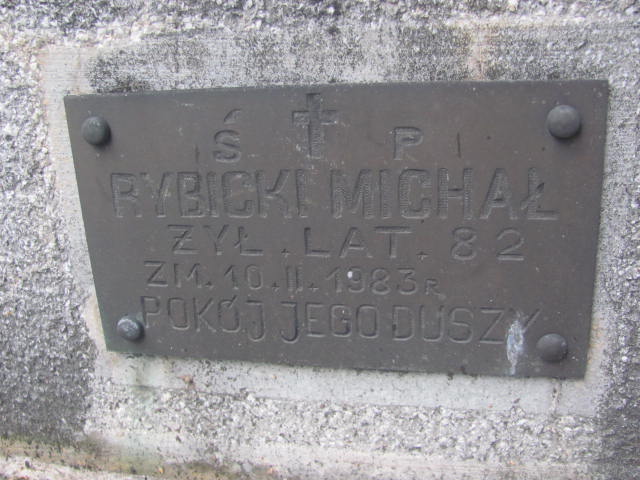 Ś P
RYBICKI MICHAŁ
ŻYŁ. LAT. 82
ZM. 10. II. 1983 R
POKÓJ JEGO DUSZY